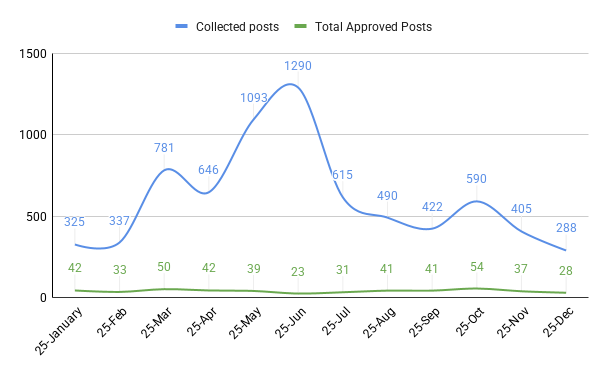 Collected posts Total Approved Posts
1500
1000
500
0
325 337 781 646 1093 1290 615 490 422 590 405 288
42 33 50 42 39 23 31 41 41 54 37 28
25-January 25-Feb 25-Mar 25-Apr 25-May 25-Jun 25-Jul 25-Aug 25-Sep 25-Oct 25-Nov 25-Dec